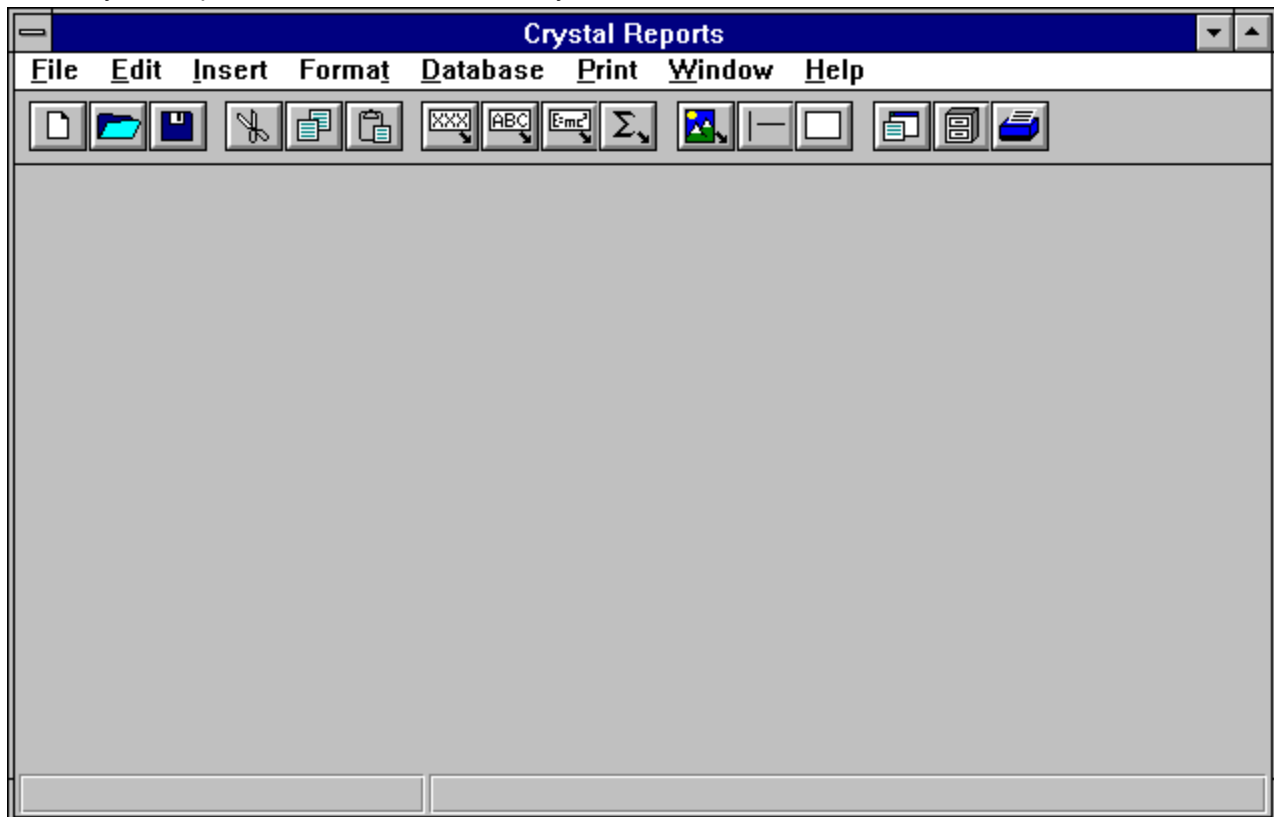 Crystal Reports
File Edit Insert Format Database Print Window Help
XXX ABC E=mc² Σ